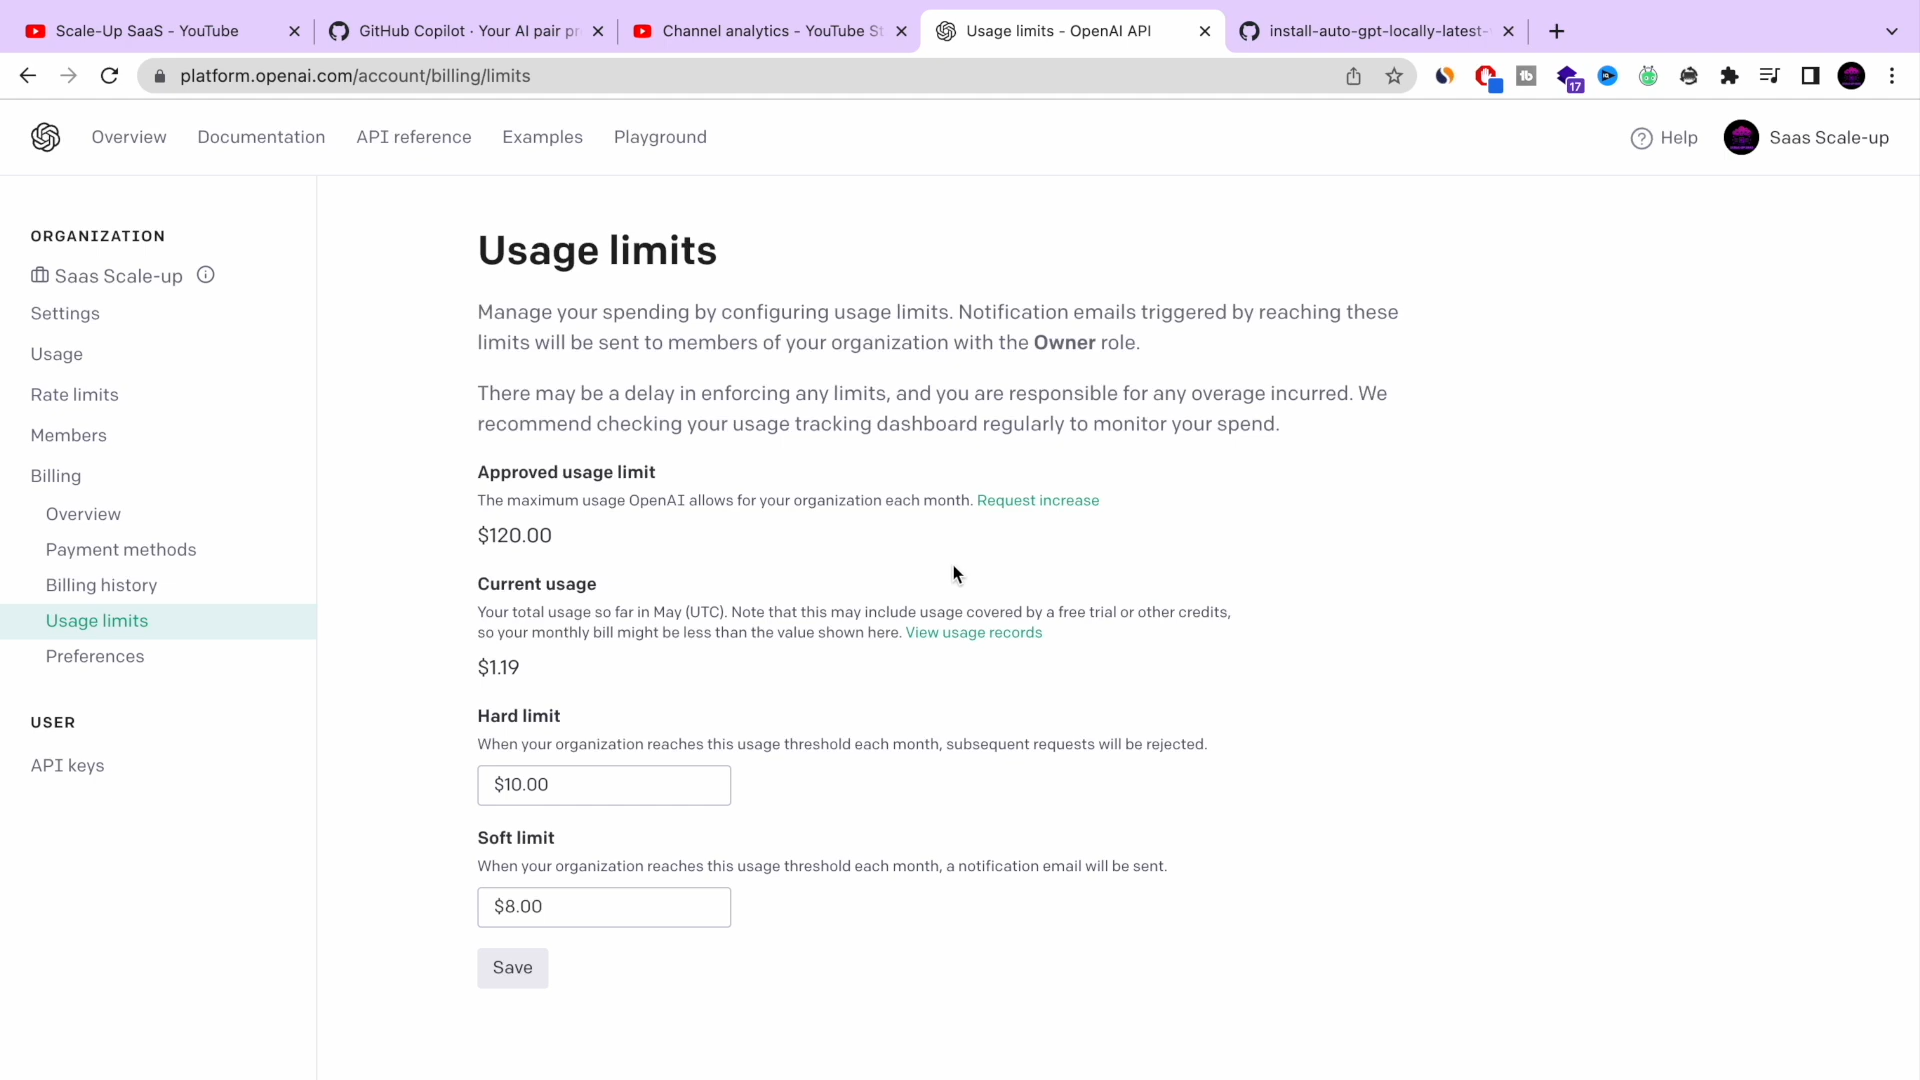 Scale-Up SaaS - YouTube
GitHub Copilot · Your AI pair pr
Channel analytics - YouTube St
Usage limits - OpenAI API
install-auto-gpt-locally-latest-
platform.openai.com/account/billing/limits
17
Overview
Documentation
API reference
Examples
Playground
Help
Saas Scale-up
ORGANIZATION
Saas Scale-up
Settings
Usage
Rate limits
Members
Billing
Overview
Payment methods
Billing history
Usage limits
Preferences
USER
API keys
Usage limits
Manage your spending by configuring usage limits. Notification emails triggered by reaching these
limits will be sent to members of your organization with the Owner role.
There may be a delay in enforcing any limits, and you are responsible for any overage incurred. We
recommend checking your usage tracking dashboard regularly to monitor your spend.
Approved usage limit
The maximum usage OpenAI allows for your organization each month. Request increase
$120.00
Current usage
Your total usage so far in May (UTC). Note that this may include usage covered by a free trial or other credits,
so your monthly bill might be less than the value shown here. View usage records
$1.19
Hard limit
When your organization reaches this usage threshold each month, subsequent requests will be rejected.
$10.00
Soft limit
When your organization reaches this usage threshold each month, a notification email will be sent.
$8.00
Save